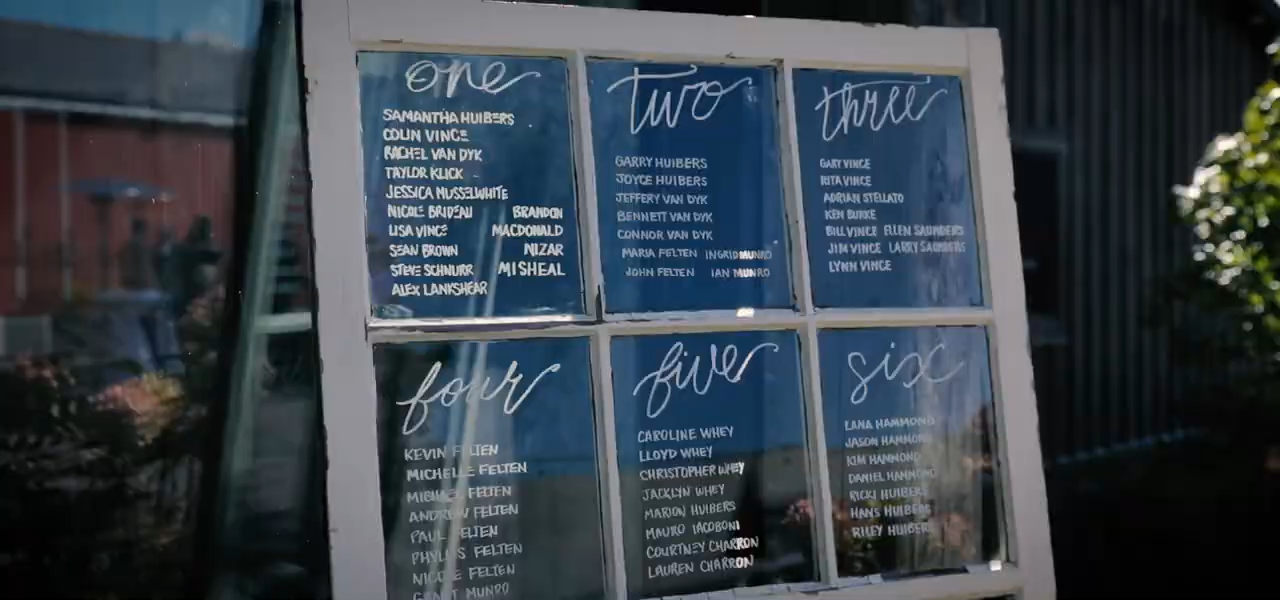 one
SAMANTHA HUIBERS
COLIN VINCE
RACHEL VAN DYK
TAYLOR KLICK
JESSICA MUSSELWHITE
NICOLE BRIDEAU BRANDON
LISA VINCE MACDONALD
SEAN BROWN NIZAR
STEVE SCHNURR MISHEAL
ALEX LANKSHEAR
two
GARRY HUIBERS
JOYCE HUIBERS
JEFFERY VAN DYK
BENNETT VAN DYK
CONNOR VAN DYK
MARIA FELTEN INGRID MUNRO
JOHN FELTEN IAN MUNRO
three
GARY VINCE
RITA VINCE
ADRIAN STELLATO
KEN BURKE
BILL VINCE ELLEN SAUNDERS
JIM VINCE LARRY SAUNDERS
LYNN VINCE
four
KEVIN FELTEN
MICHELLE FELTEN
FELTEN
ANDREW FELTEN
PAUL FELTEN
PHYLLIS FELTEN
NICOLE FELTEN
GRANT MUNRO
five
CAROLINE WHEY
LLOYD WHEY
CHRISTOPHER WHEY
JACKLYN WHEY
MARION HUIBERS
MAURO IACOBONI
COURTNEY CHARRON
LAUREN CHARRON
six
LANA HAMMOND
JASON HAMMOND
KIM HAMMOND
DANIEL HAMMOND
RICKI HUIBERS
HANS HUIBERS
RILEY HUIBERS